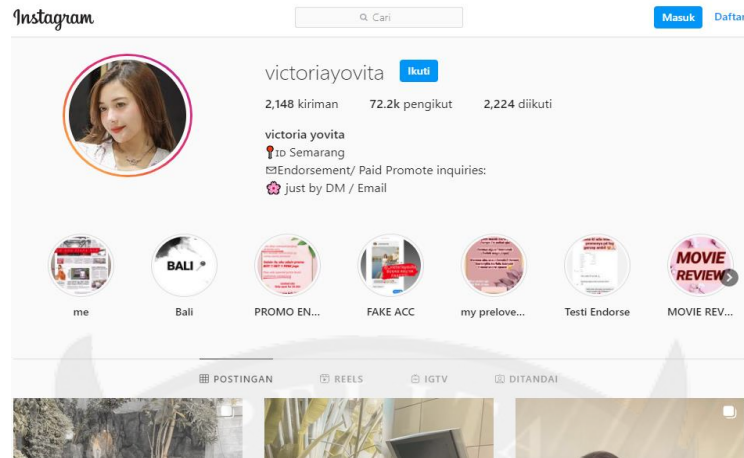 Instagram
Cari
Masuk Daftar
victoriayovita Ikuti
2,148 kiriman 72.2k pengikut 2,224 diikuti
victoria yovita
📍ID Semarang
✉Endorsement/ Paid Promote inquiries:
🌸 just by DM / Email
BALI
MOVIE
REVIEW
me Bali PROMO EN... FAKE ACC my prelove... Testi Endorse MOVIE REV...
POSTINGAN REELS IGTV DITANDAI